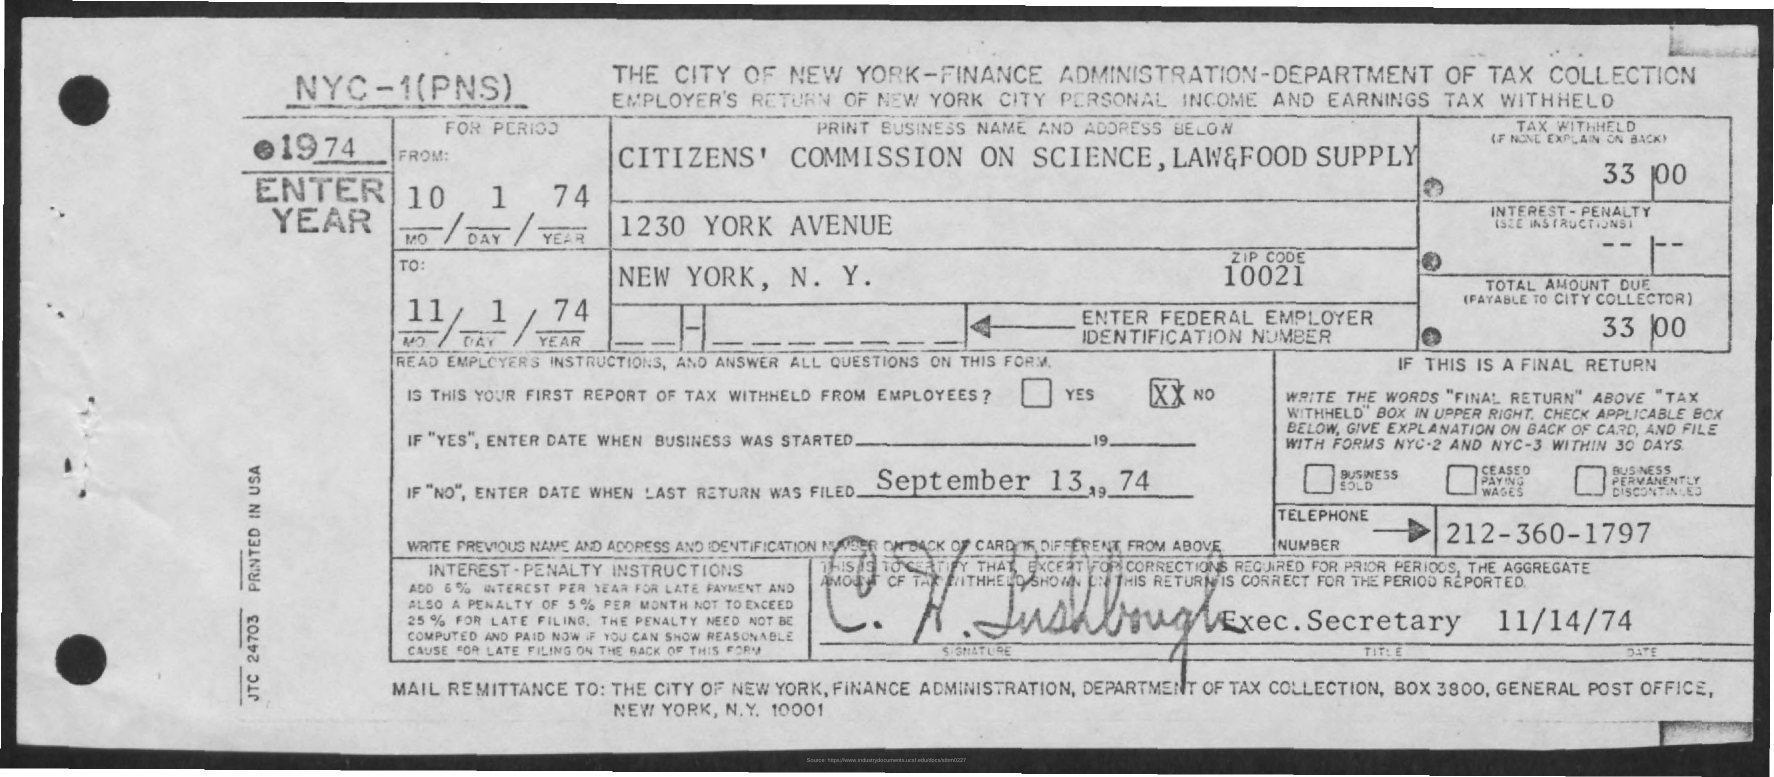 NYC-1(PNS)
THE CITY OF NEW YORK-FINANCE ADMINISTRATION-DEPARTMENT OF TAX COLLECTION
EMPLOYER'S RETURN OF NEW YORK CITY PERSONAL INCOME AND EARNINGS TAX WITHHELD
1974
ENTER YEAR
FOR PERIOD
FROM:
10 1 74
MO / DAY / YEAR
TO:
11 / 1 / 74
MO / DAY / YEAR
PRINT BUSINESS NAME AND ADDRESS BELOW
CITIZENS' COMMISSION ON SCIENCE, LAW&FOOD SUPPLY
1230 YORK AVENUE
ZIP CODE
NEW YORK, N. Y. 10021
ENTER FEDERAL EMPLOYER
IDENTIFICATION NUMBER
TAX WITHHELD
(IF NONE EXPLAIN ON BACK)
33 00
INTEREST - PENALTY
(SEE INSTRUCTIONS)
-- --
TOTAL AMOUNT DUE
(PAYABLE TO CITY COLLECTOR)
33 00
READ EMPLOYERS INSTRUCTIONS, AND ANSWER ALL QUESTIONS ON THIS FORM.
IS THIS YOUR FIRST REPORT OF TAX WITHHELD FROM EMPLOYEES? YES XX NO
IF "YES", ENTER DATE WHEN BUSINESS WAS STARTED 19
IF "NO", ENTER DATE WHEN LAST RETURN WAS FILED September 13, 19 74
WRITE PREVIOUS NAME AND ADDRESS AND IDENTIFICATION NUMBER ON BACK OF CARD IF DIFFERENT FROM ABOVE
IF THIS IS A FINAL RETURN
WRITE THE WORDS "FINAL RETURN" ABOVE "TAX
WITHHELD" BOX IN UPPER RIGHT. CHECK APPLICABLE BOX
BELOW, GIVE EXPLANATION ON BACK OF CARD, AND FILE
WITH FORMS NYC-2 AND NYC-3 WITHIN 30 DAYS.
BUSINESS SOLD
CEASED PAYING WAGES
BUSINESS PERMANENTLY DISCONTINUED
TELEPHONE NUMBER 212-360-1797
INTEREST - PENALTY INSTRUCTIONS
ADD 6% INTEREST PER YEAR FOR LATE PAYMENT AND
ALSO A PENALTY OF 5% PER MONTH NOT TO EXCEED
25% FOR LATE FILING. THE PENALTY NEED NOT BE
COMPUTED AND PAID NOW IF YOU CAN SHOW REASONABLE
CAUSE FOR LATE FILING ON THE BACK OF THIS FORM
THIS IS TO CERTIFY THAT, EXCEPT FOR CORRECTIONS REQUIRED FOR PRIOR PERIODS, THE AGGREGATE
AMOUNT OF TAX WITHHELD SHOWN ON THIS RETURN IS CORRECT FOR THE PERIOD REPORTED.
Exec. Secretary 11/14/74
SIGNATURE TITLE DATE
MAIL REMITTANCE TO: THE CITY OF NEW YORK, FINANCE ADMINISTRATION, DEPARTMENT OF TAX COLLECTION, BOX 3800, GENERAL POST OFFICE,
NEW YORK, N.Y. 10001
JTC 24703 PRINTED IN USA